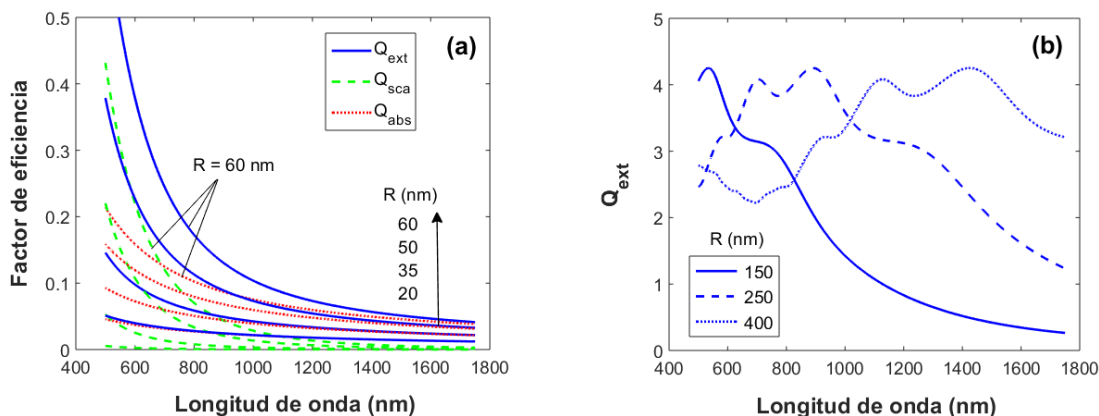 (a)
Q_ext
Q_sca
Q_abs
R = 60 nm
R (nm)
60
50
35
20
0.5
0.4
0.3
0.2
0.1
0
400 600 800 1000 1200 1400 1600 1800
Factor de eficiencia
Longitud de onda (nm)
(b)
R (nm)
150
250
400
5
4
3
2
1
0
400 600 800 1000 1200 1400 1600 1800
Q_ext
Longitud de onda (nm)